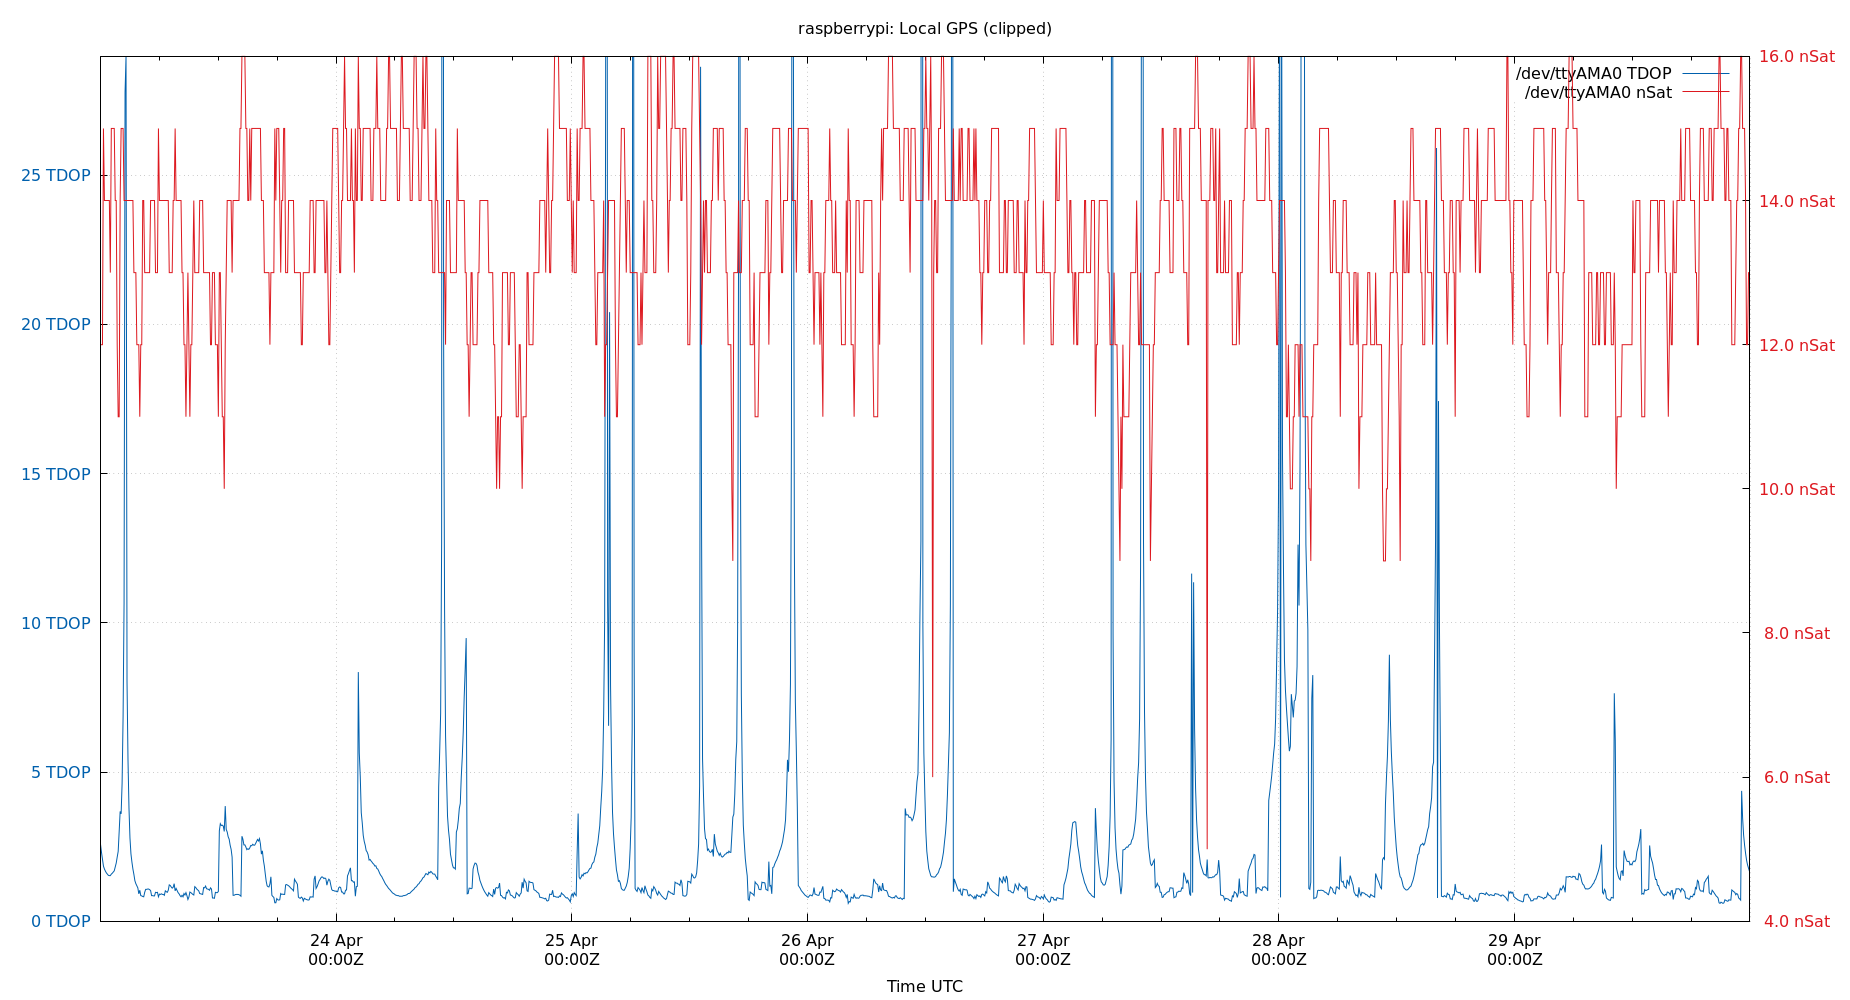 raspberrypi: Local GPS (clipped)
16.0 nSat
/dev/ttyAMA0 TDOP
/dev/ttyAMA0 nSat
25 TDOP
14.0 nSat
20 TDOP
12.0 nSat
15 TDOP
10.0 nSat
10 TDOP
8.0 nSat
5 TDOP
6.0 nSat
0 TDOP
4.0 nSat
24 Apr
00:00Z
25 Apr
00:00Z
26 Apr
00:00Z
27 Apr
00:00Z
28 Apr
00:00Z
29 Apr
00:00Z
Time UTC